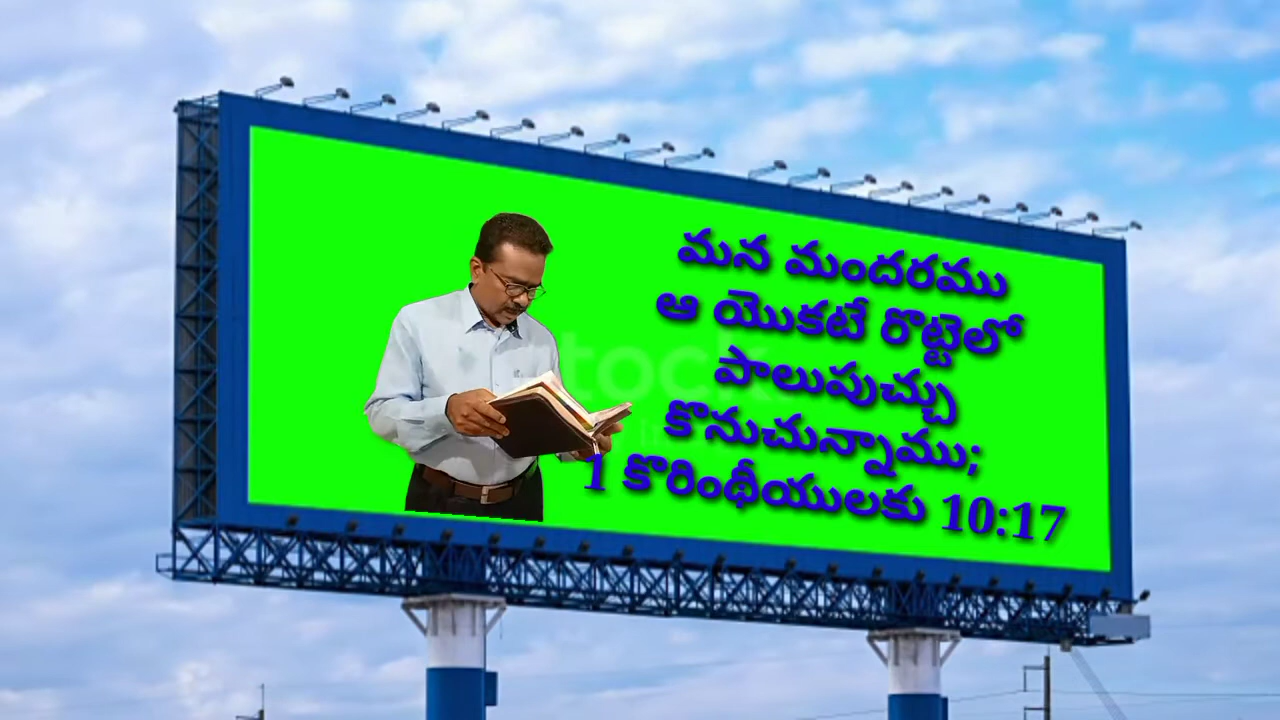 మన మందరము
ఆ యొకటే రొట్టెలో
పాలుపుచ్చు
కొనుచున్నాము;
1 కొరింథీయులకు 10:17